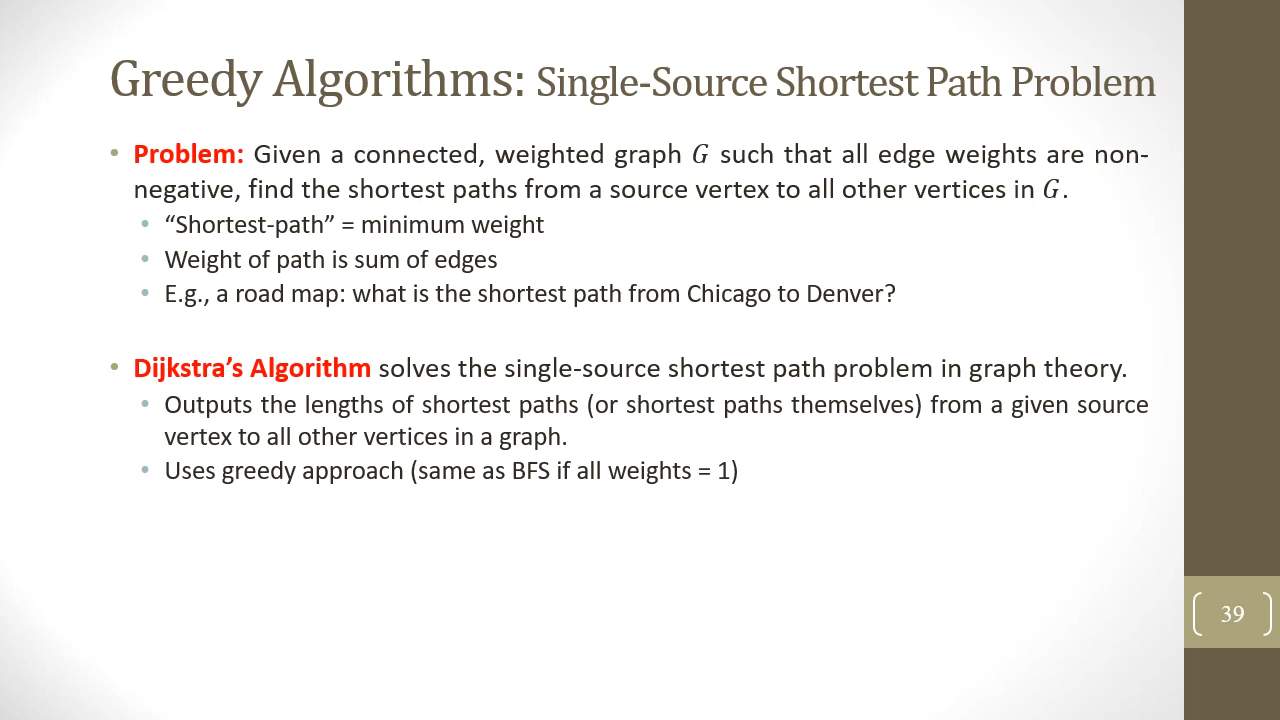 Greedy Algorithms: Single-Source Shortest Path Problem
• Problem: Given a connected, weighted graph G such that all edge weights are non-
negative, find the shortest paths from a source vertex to all other vertices in G.
• “Shortest-path” = minimum weight
• Weight of path is sum of edges
• E.g., a road map: what is the shortest path from Chicago to Denver?
• Dijkstra’s Algorithm solves the single-source shortest path problem in graph theory.
• Outputs the lengths of shortest paths (or shortest paths themselves) from a given source
vertex to all other vertices in a graph.
• Uses greedy approach (same as BFS if all weights = 1)
39